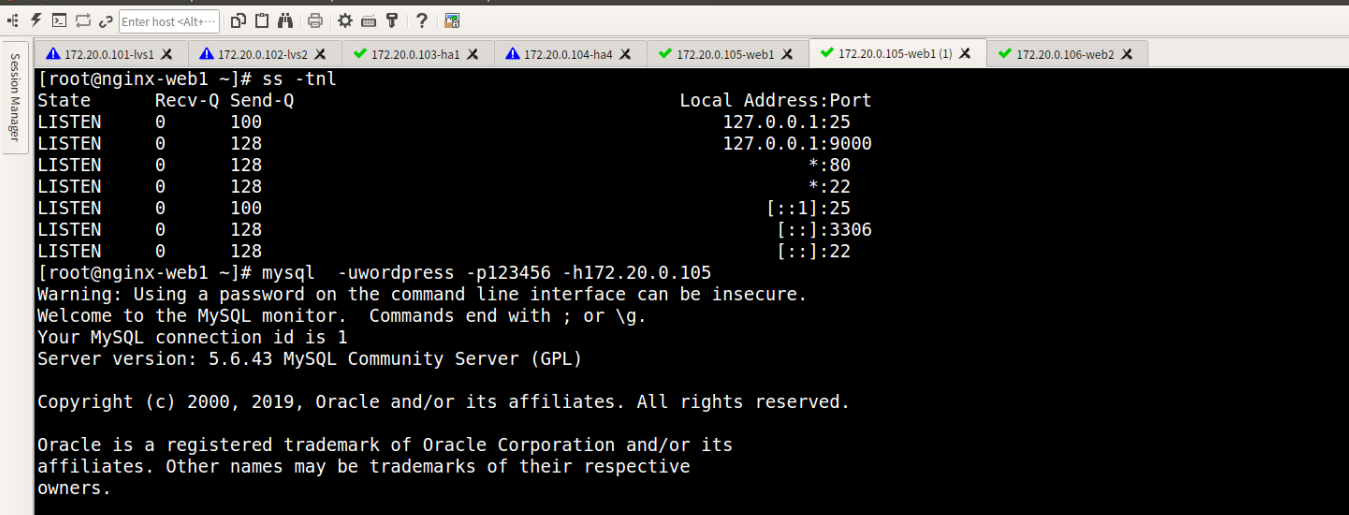 Enter host <Alt+···
Session Manager
172.20.0.101-lvs1 172.20.0.102-lvs2 172.20.0.103-ha1 172.20.0.104-ha4 172.20.0.105-web1 172.20.0.105-web1 (1) 172.20.0.106-web2
[root@nginx-web1 ~]# ss -tnl
State Recv-Q Send-Q Local Address:Port
LISTEN 0 100 127.0.0.1:25
LISTEN 0 128 127.0.0.1:9000
LISTEN 0 128 *:80
LISTEN 0 128 *:22
LISTEN 0 100 [::1]:25
LISTEN 0 128 [::]:3306
LISTEN 0 128 [::]:22
[root@nginx-web1 ~]# mysql -uwordpress -p123456 -h172.20.0.105
Warning: Using a password on the command line interface can be insecure.
Welcome to the MySQL monitor. Commands end with ; or \g.
Your MySQL connection id is 1
Server version: 5.6.43 MySQL Community Server (GPL)
Copyright (c) 2000, 2019, Oracle and/or its affiliates. All rights reserved.
Oracle is a registered trademark of Oracle Corporation and/or its
affiliates. Other names may be trademarks of their respective
owners.